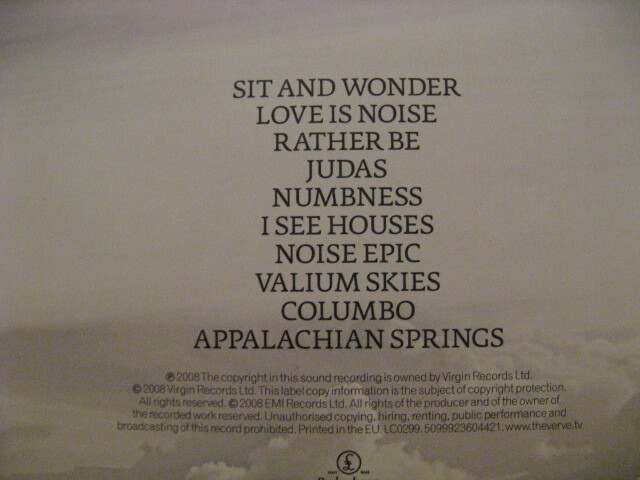 SIT AND WONDER
LOVE IS NOISE
RATHER BE
JUDAS
NUMBNESS
I SEE HOUSES
NOISE EPIC
VALIUM SKIES
COLUMBO
APPALACHIAN SPRINGS
℗ 2008 The copyright in this sound recording is owned by Virgin Records Ltd.
© 2008 Virgin Records Ltd. This label copy information is the subject of copyright protection.
All rights reserved. © 2008 EMI Records Ltd. All rights of the producer and of the owner of
the recorded work reserved. Unauthorised copying, hiring, renting, public performance and
broadcasting of this record prohibited. Printed in the EU. LC0299. 5099923604421. www.theverve.tv
£